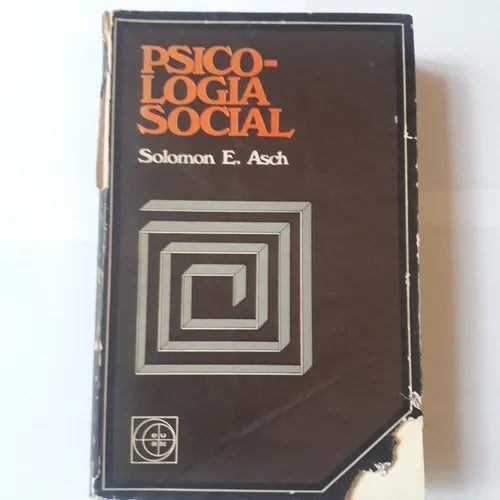 PSICO-
LOGIA
SOCIAL
Solomon E. Asch